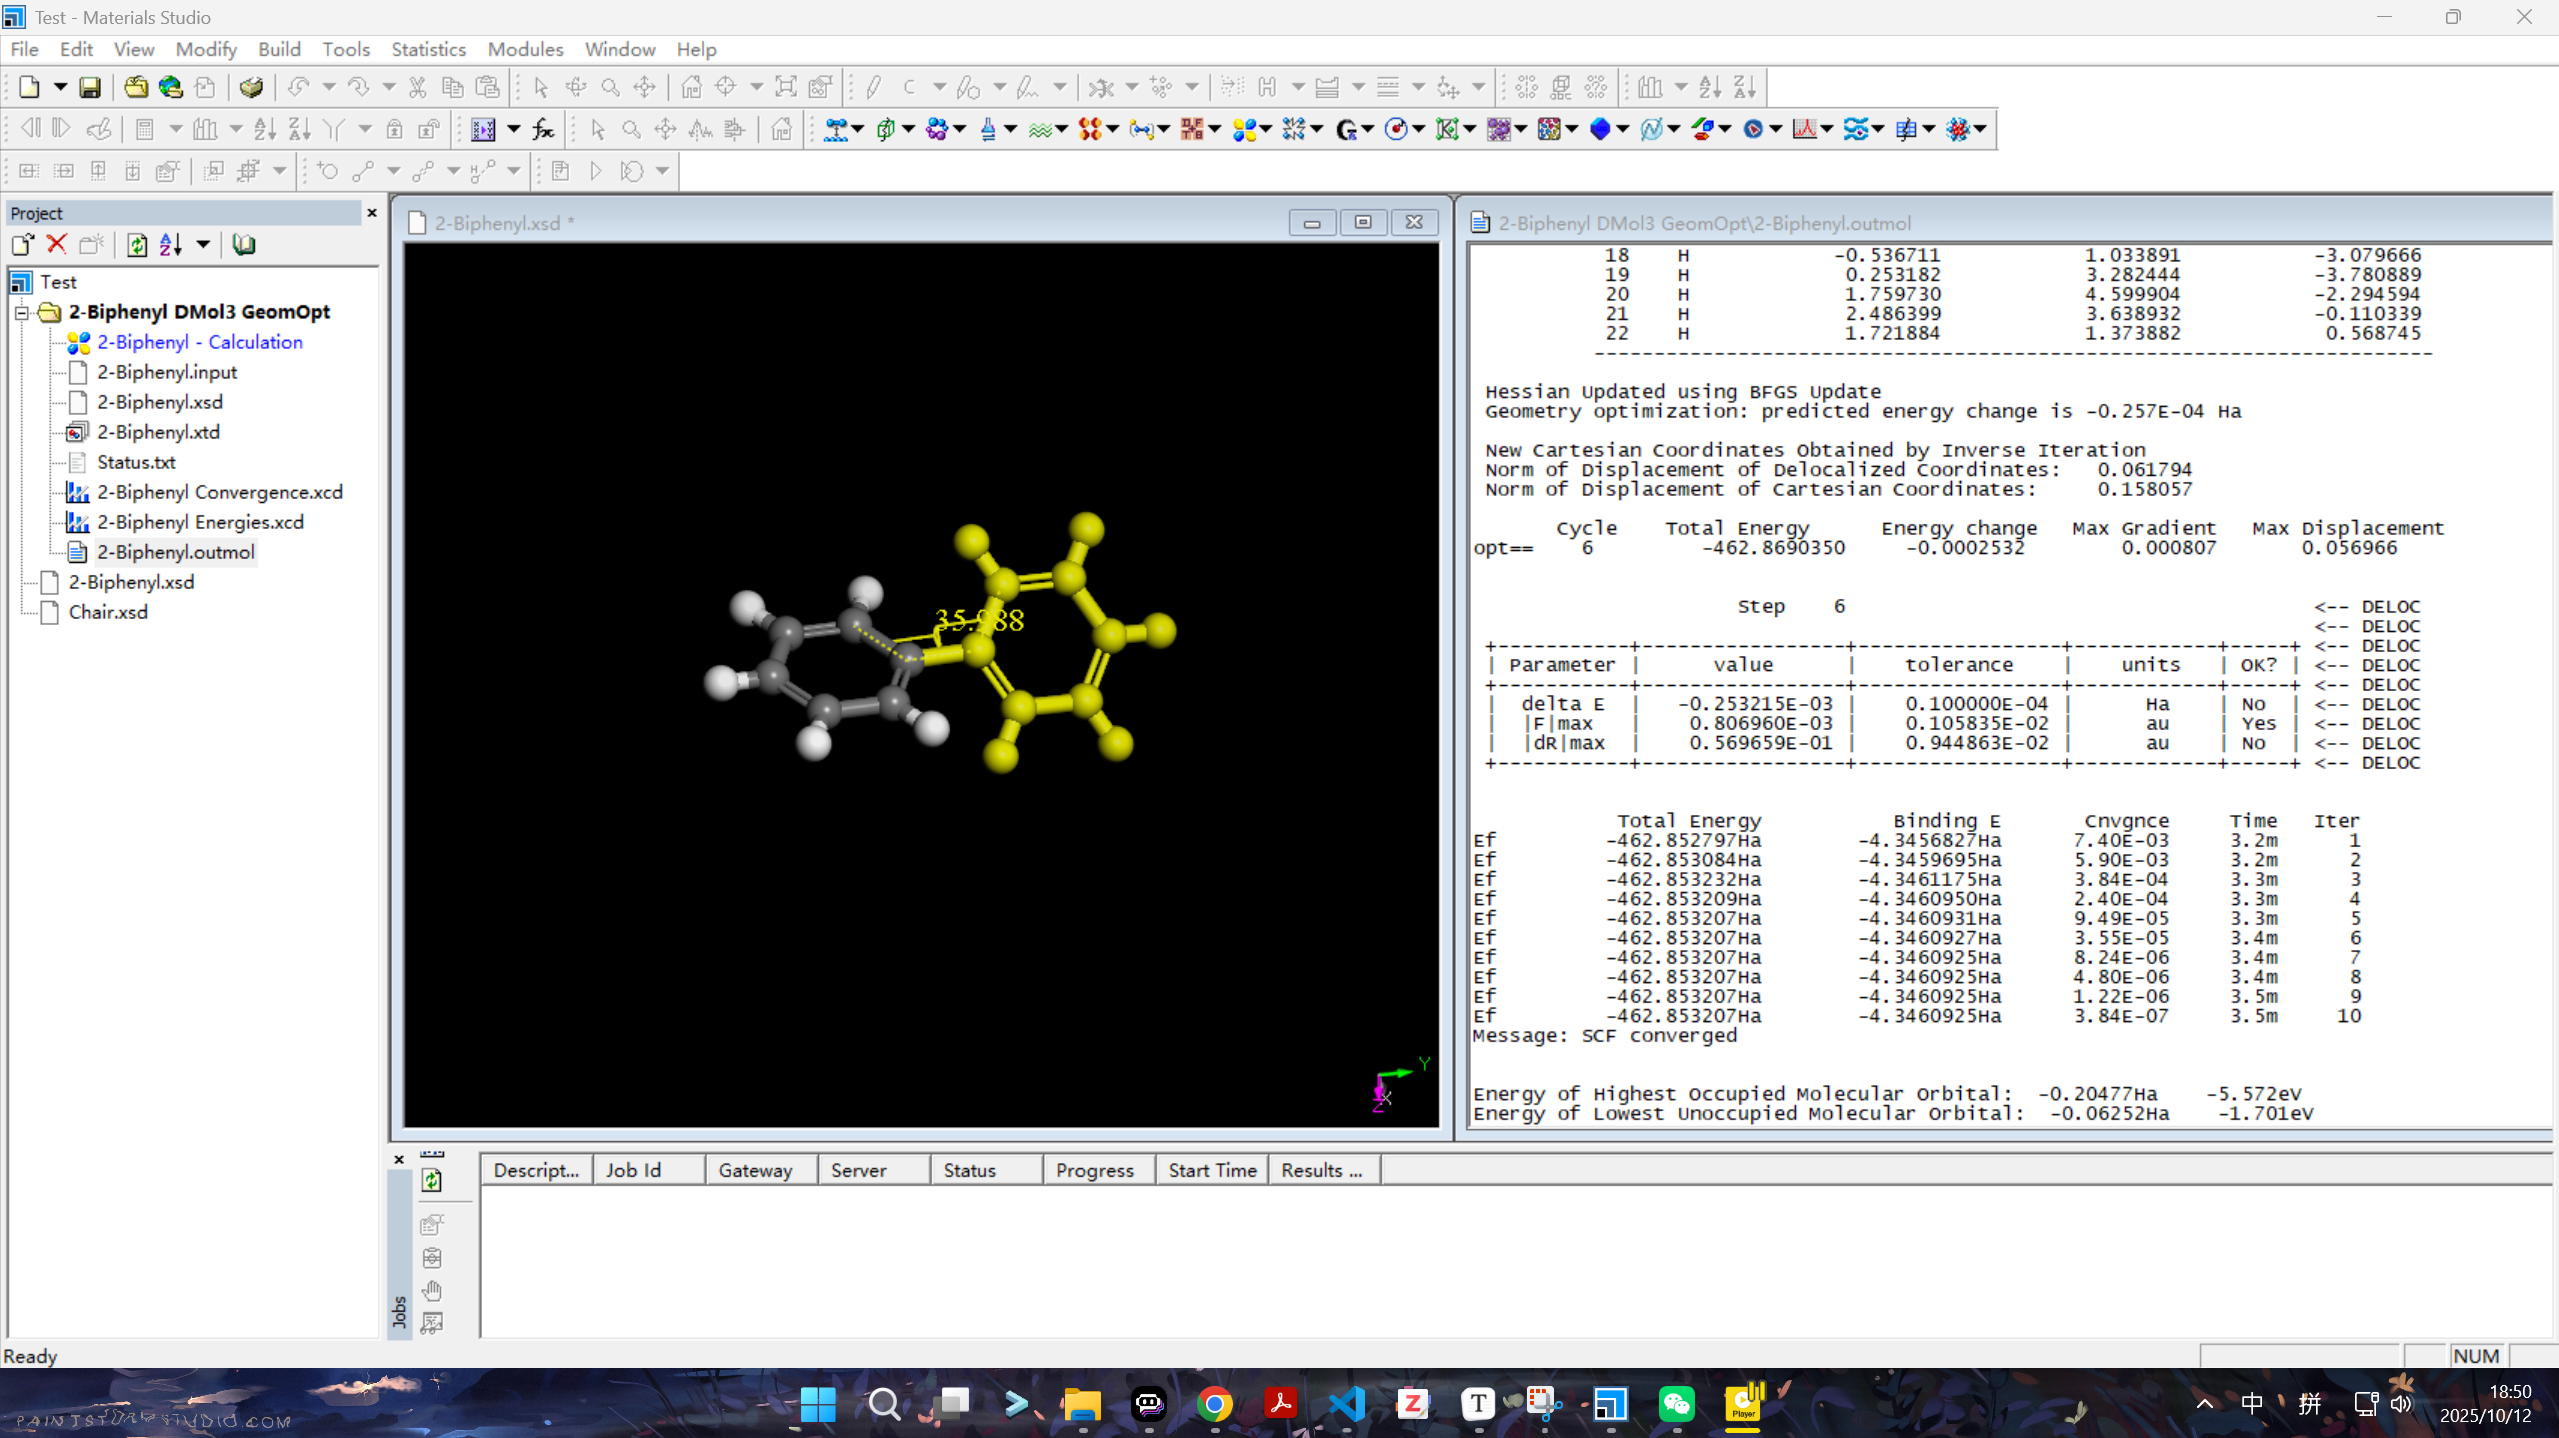 Test - Materials Studio
File Edit View Modify Build Tools Statistics Modules Window Help
Project
Test
2-Biphenyl DMol3 GeomOpt
2-Biphenyl - Calculation
2-Biphenyl.input
2-Biphenyl.xsd
2-Biphenyl.xtd
Status.txt
2-Biphenyl Convergence.xcd
2-Biphenyl Energies.xcd
2-Biphenyl.outmol
2-Biphenyl.xsd
Chair.xsd
2-Biphenyl.xsd *
35.988
Y
X
Z
2-Biphenyl DMol3 GeomOpt\2-Biphenyl.outmol
18 H -0.536711 1.033891 -3.079666
19 H 0.253182 3.282444 -3.780889
20 H 1.759730 4.599904 -2.294594
21 H 2.486399 3.638932 -0.110339
22 H 1.721884 1.373882 0.568745
----------------------------------------------------------------------
Hessian Updated using BFGS Update
Geometry optimization: predicted energy change is -0.257E-04 Ha
New Cartesian Coordinates Obtained by Inverse Iteration
Norm of Displacement of Delocalized Coordinates: 0.061794
Norm of Displacement of Cartesian Coordinates: 0.158057
Cycle Total Energy Energy change Max Gradient Max Displacement
opt== 6 -462.8690350 -0.0002532 0.000807 0.056966
Step 6 <-- DELOC
<-- DELOC
+-----------+-----------------+-----------------+------------+-----+ <-- DELOC
| Parameter | value | tolerance | units | OK? | <-- DELOC
+-----------+-----------------+-----------------+------------+-----+ <-- DELOC
| delta E | -0.253215E-03 | 0.100000E-04 | Ha | No | <-- DELOC
| |F|max | 0.806960E-03 | 0.105835E-02 | au | Yes | <-- DELOC
| |dR|max | 0.569659E-01 | 0.944863E-02 | au | No | <-- DELOC
+-----------+-----------------+-----------------+------------+-----+ <-- DELOC
Total Energy Binding E Cnvgnce Time Iter
Ef -462.852797Ha -4.3456827Ha 7.40E-03 3.2m 1
Ef -462.853084Ha -4.3459695Ha 5.90E-03 3.2m 2
Ef -462.853232Ha -4.3461175Ha 3.84E-04 3.3m 3
Ef -462.853209Ha -4.3460950Ha 2.40E-04 3.3m 4
Ef -462.853207Ha -4.3460931Ha 9.49E-05 3.3m 5
Ef -462.853207Ha -4.3460927Ha 3.55E-05 3.4m 6
Ef -462.853207Ha -4.3460925Ha 8.24E-06 3.4m 7
Ef -462.853207Ha -4.3460925Ha 4.80E-06 3.4m 8
Ef -462.853207Ha -4.3460925Ha 1.22E-06 3.5m 9
Ef -462.853207Ha -4.3460925Ha 3.84E-07 3.5m 10
Message: SCF converged
Energy of Highest Occupied Molecular Orbital: -0.20477Ha -5.572eV
Energy of Lowest Unoccupied Molecular Orbital: -0.06252Ha -1.701eV
Jobs
Descript... Job Id Gateway Server Status Progress Start Time Results ...
Ready
NUM
PAINTSTORMSTUDIO.COM
Player
中
拼
18:50
2025/10/12